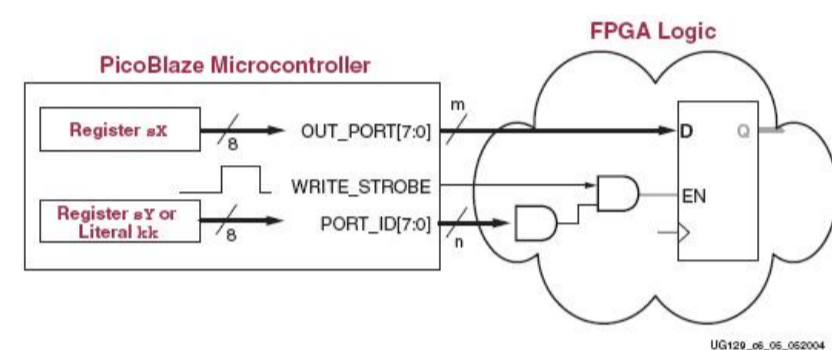 FPGA Logic
PicoBlaze Microcontroller
Register sX
8
OUT_PORT[7:0]
m
D
Q
WRITE_STROBE
EN
Register sY or
Literal kk
8
PORT_ID[7:0]
n
UG129_c6_05_052004